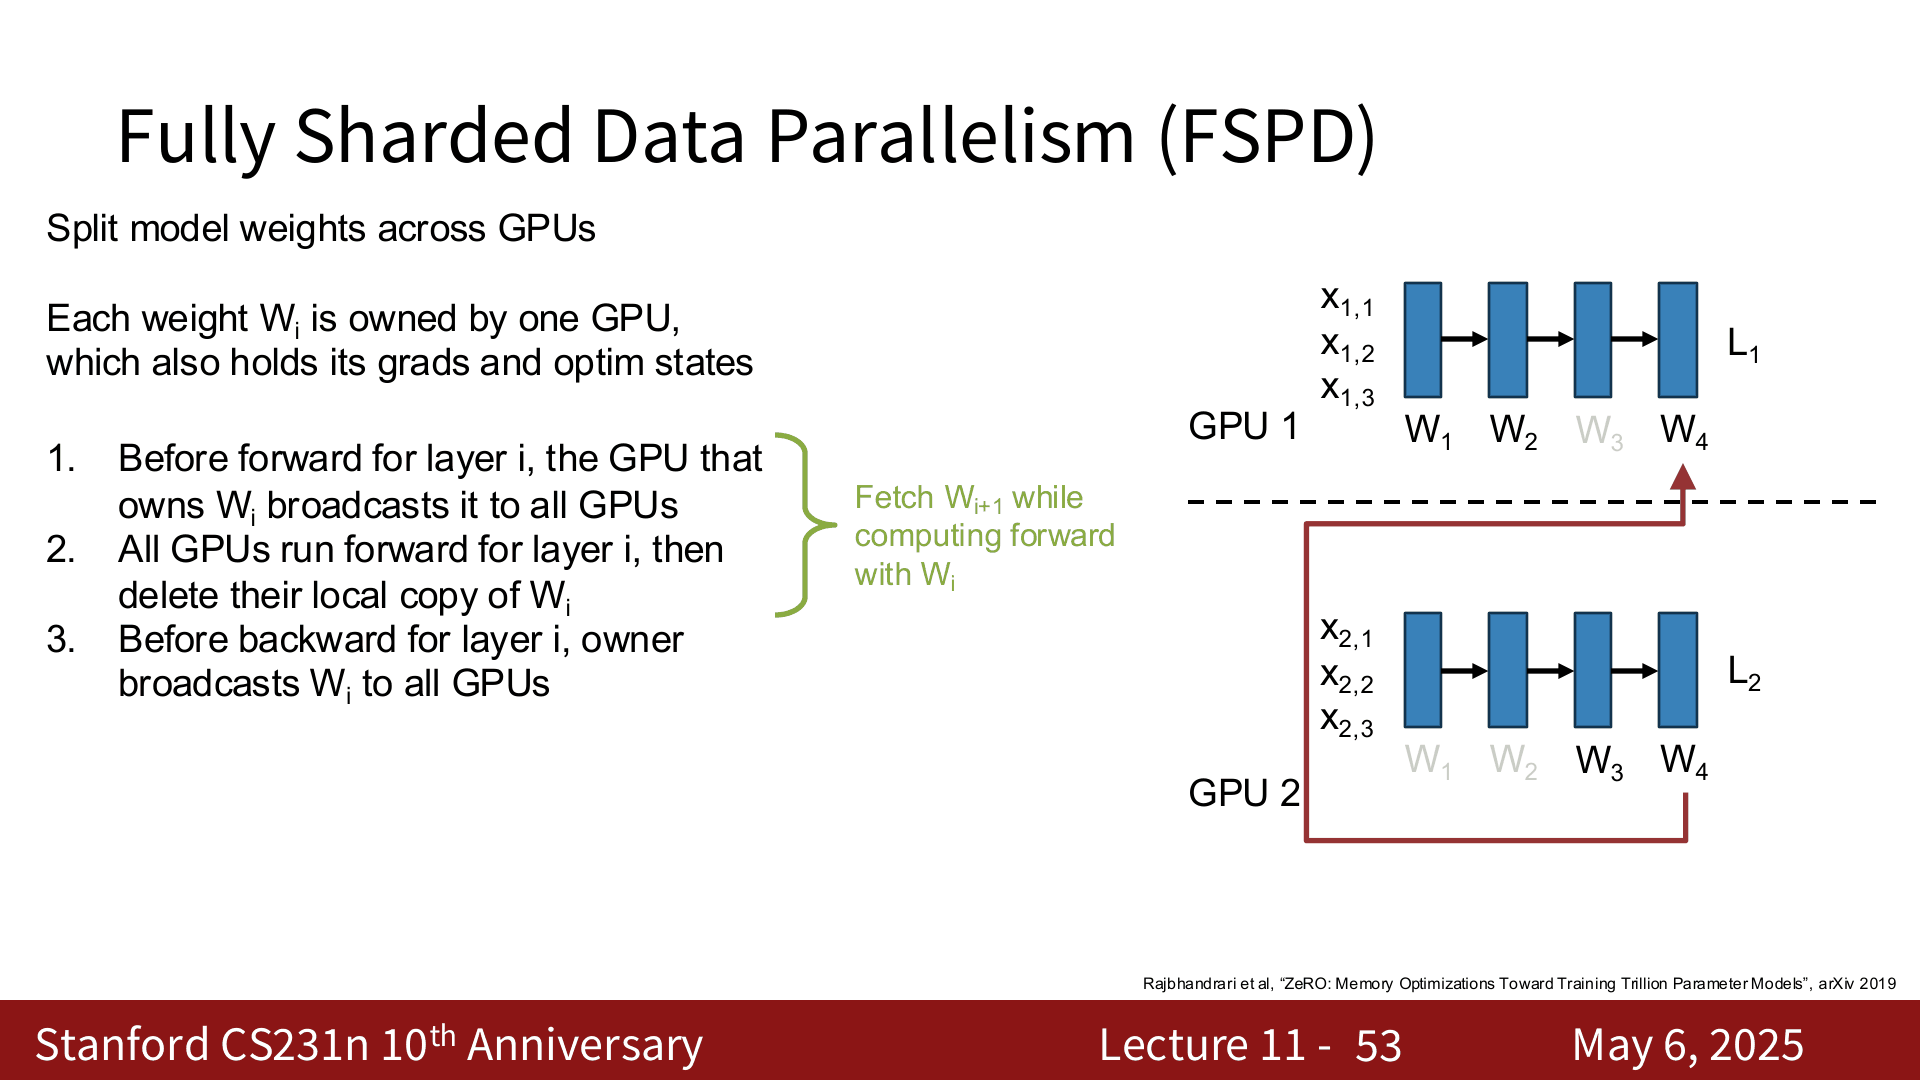 Fully Sharded Data Parallelism (FSPD)
Split model weights across GPUs
Each weight Wi is owned by one GPU,
which also holds its grads and optim states
1. Before forward for layer i, the GPU that
owns Wi broadcasts it to all GPUs
2. All GPUs run forward for layer i, then
delete their local copy of Wi
3. Before backward for layer i, owner
broadcasts Wi to all GPUs
Fetch Wi+1 while
computing forward
with Wi
x1,1
x1,2
x1,3
L1
GPU 1
W1 W2 W3 W4
x2,1
x2,2
x2,3
L2
W1 W2 W3 W4
GPU 2
Rajbhandrari et al, “ZeRO: Memory Optimizations Toward Training Trillion Parameter Models”, arXiv 2019
Stanford CS231n 10th Anniversary
Lecture 11 - 53
May 6, 2025